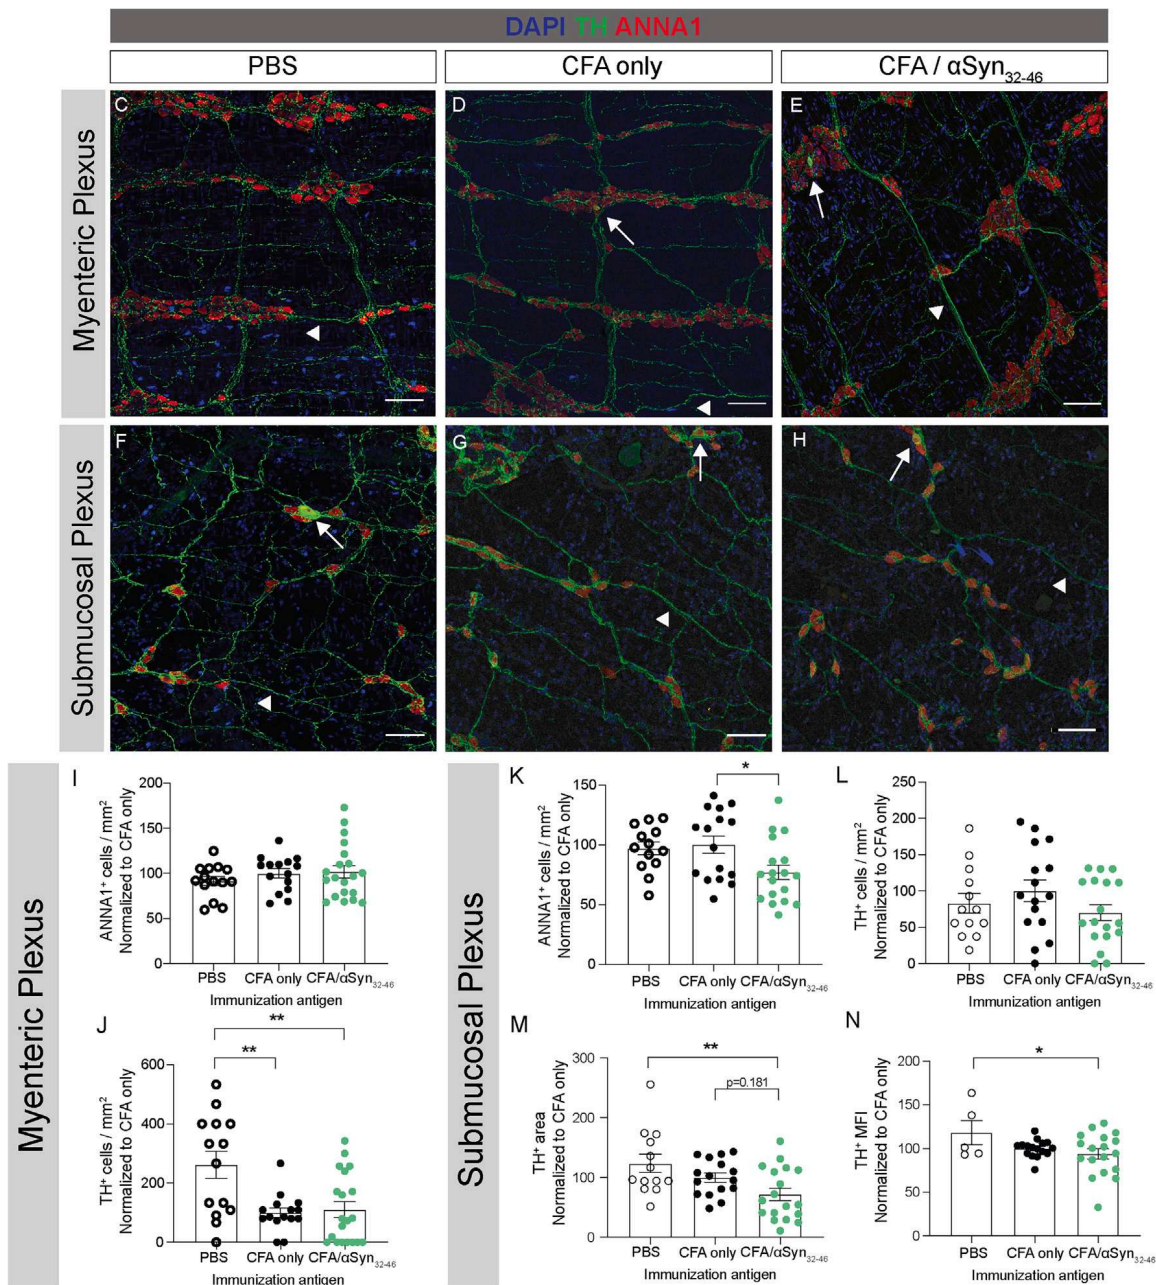 DAPI TH ANNA1
PBS
CFA only
CFA / αSyn32-46
Myenteric Plexus
C
D
E
Submucosal Plexus
F
G
H
Myenteric Plexus
I
ANNA1+ cells / mm2
Normalized to CFA only
200
150
100
50
0
PBS
CFA only
CFA/αSyn32-46
Immunization antigen
J
TH+ cells / mm2
Normalized to CFA only
600
400
200
0
**
**
PBS
CFA only
CFA/αSyn32-46
Immunization antigen
Submucosal Plexus
K
ANNA1+ cells / mm2
Normalized to CFA only
150
100
50
0
*
PBS
CFA only
CFA/αSyn32-46
Immunization antigen
L
TH+ cells / mm2
Normalized to CFA only
250
200
150
100
50
0
PBS
CFA only
CFA/αSyn32-46
Immunization antigen
M
TH+ area
Normalized to CFA only
300
200
100
0
**
p=0.181
PBS
CFA only
CFA/αSyn32-46
Immunization antigen
N
TH+ MFI
Normalized to CFA only
200
150
100
50
0
*
PBS
CFA only
CFA/αSyn32-46
Immunization antigen